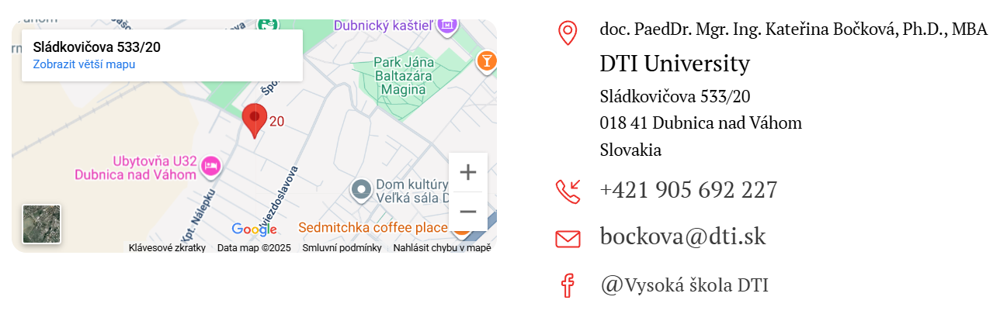 Sládkovičova 533/20
Zobrazit větší mapu
Dubnický kaštieľ
Park Jána
Baltazára
Magina
20
Ubytovňa U32
Dubnica nad Váhom
Kpt. Nálepku
Dom kultúry
Veľká sála D
Google
Sedmitchka coffee place
Klávesové zkratky
Data map ©2025
Smluvní podmínky
Nahlásit chybu v mapě
doc. PaedDr. Mgr. Ing. Kateřina Bočková, Ph.D., MBA
DTI University
Sládkovičova 533/20
018 41 Dubnica nad Váhom
Slovakia
+421 905 692 227
bockova@dti.sk
@Vysoká škola DTI